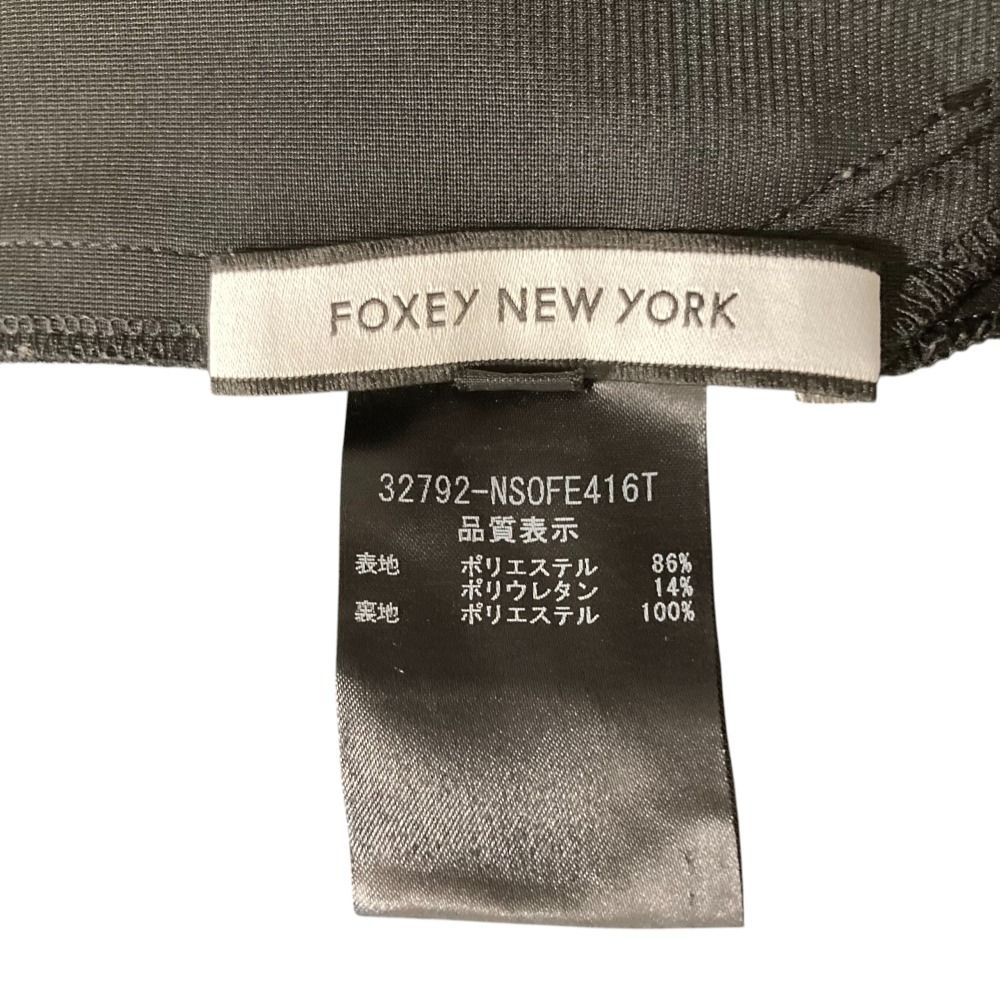 FOXEY NEW YORK
32792-NSOFE416T
品質表示
表地 ポリエステル 86%
ポリウレタン 14%
裏地 ポリエステル 100%